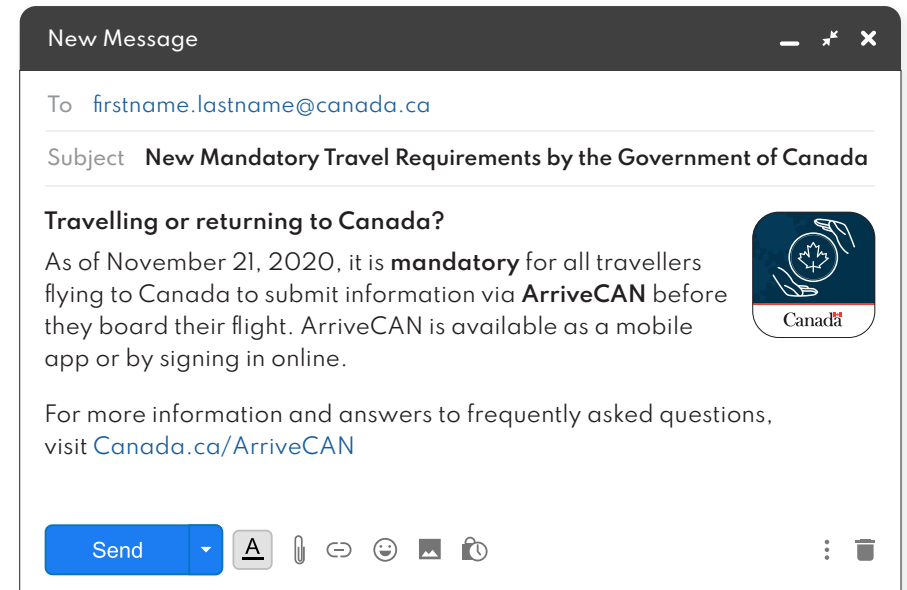 New Message
To firstname.lastname@canada.ca
Subject New Mandatory Travel Requirements by the Government of Canada
Travelling or returning to Canada?
As of November 21, 2020, it is mandatory for all travellers
flying to Canada to submit information via ArriveCAN before
they board their flight. ArriveCAN is available as a mobile
app or by signing in online.
Canada
For more information and answers to frequently asked questions,
visit Canada.ca/ArriveCAN
Send
A